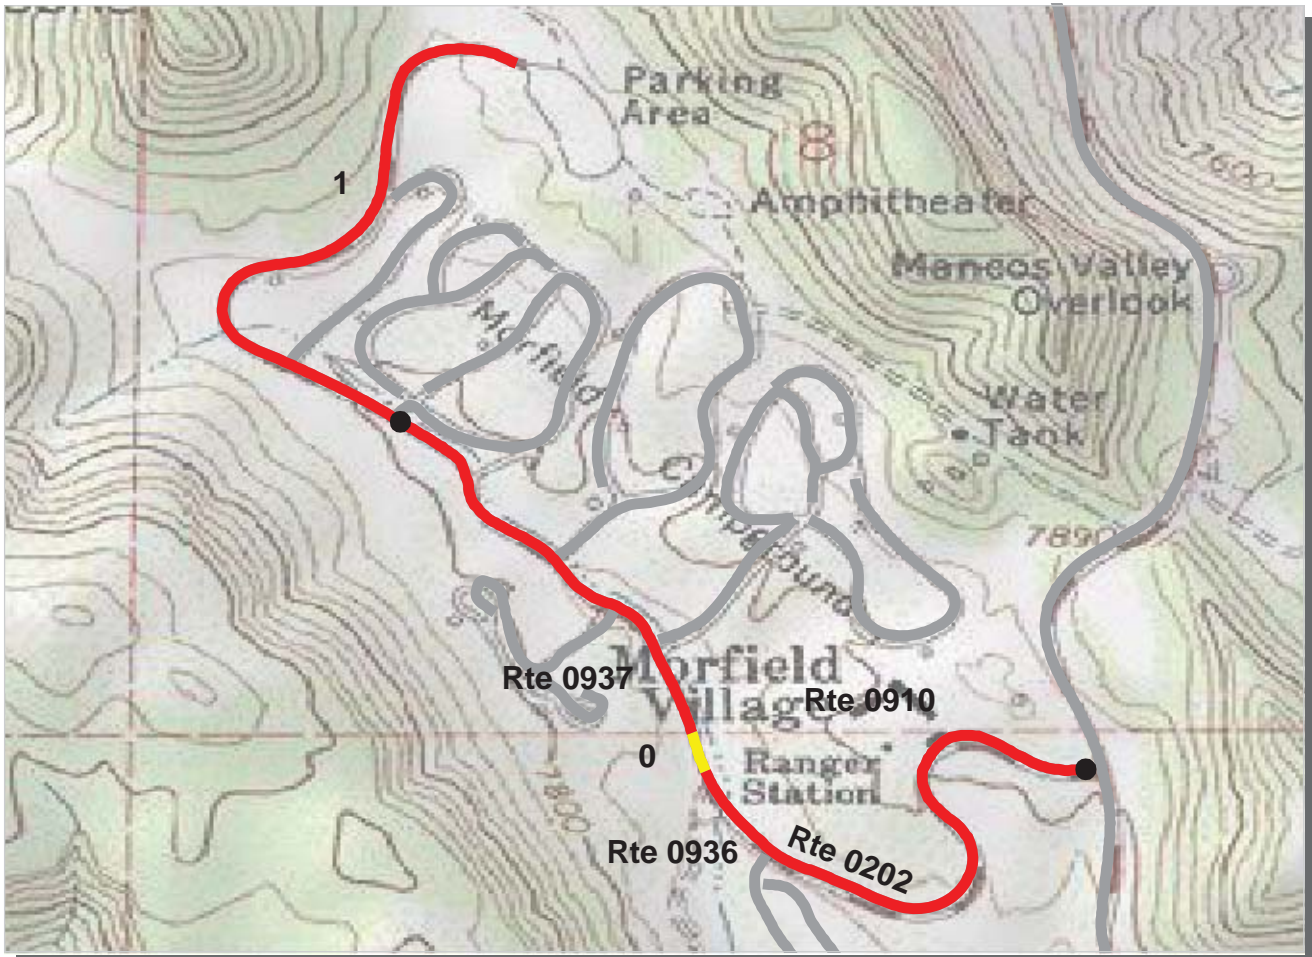 Parking
Area
8
7600
1
Amphitheater
Mancos Valley
Overlook
Morfield
Water
Tank
Campground
7890
Morfield
Village
Rte 0937
Rte 0910
0
Ranger
Station
7800
Rte 0936
Rte 0202